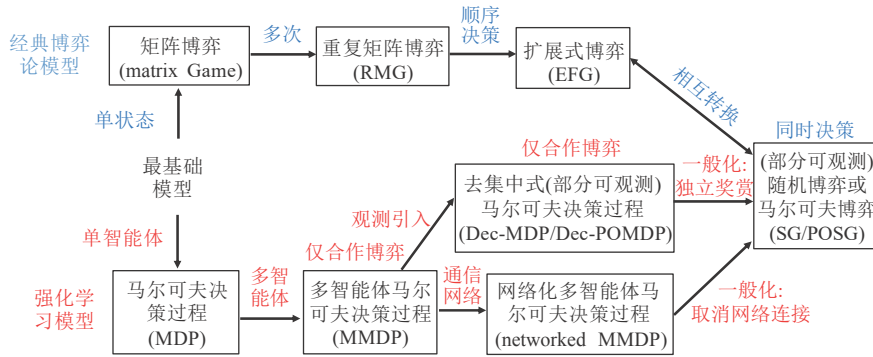 经典博弈
论模型
矩阵博弈
(matrix Game)
多次
重复矩阵博弈
(RMG)
顺序
决策
扩展式博弈
(EFG)
相互转换
单状态
同时决策
最基础
模型
仅合作博弈
去集中式(部分可观测)
马尔可夫决策过程
(Dec-MDP/Dec-POMDP)
一般化:
独立奖赏
(部分可观测)
随机博弈或
马尔可夫博弈
(SG/POSG)
观测引入
单智能体
仅合作博弈
强化学
习模型
马尔可夫决
策过程
(MDP)
多智
能体
多智能体马尔
可夫决策过程
(MMDP)
通信
网络
网络化多智能体马
尔可夫决策过程
(networked MMDP)
一般化:
取消网络连接